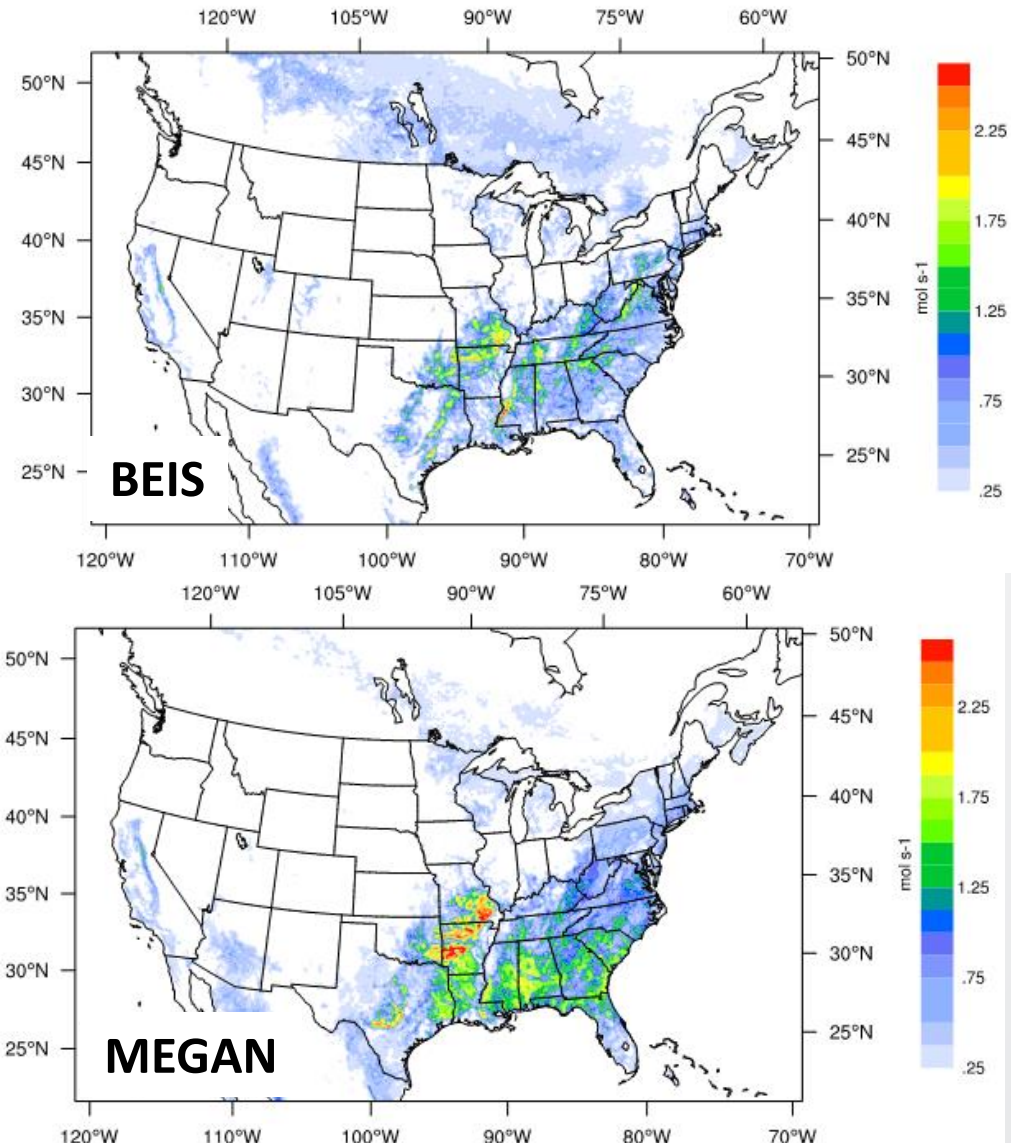 120°W 105°W 90°W 75°W 60°W
50°N 50°N
45°N 45°N
2.25
40°N 40°N
1.75
35°N 35°N
mol s-1
1.25
30°N 30°N
.75
25°N 25°N
BEIS
.25
120°W 110°W 100°W 90°W 80°W 70°W
120°W 105°W 90°W 75°W 60°W
50°N 50°N
2.25
45°N 45°N
40°N 40°N
1.75
35°N 35°N
mol s-1
1.25
30°N 30°N
.75
25°N 25°N
MEGAN
.25
120°W 110°W 100°W 90°W 80°W 70°W